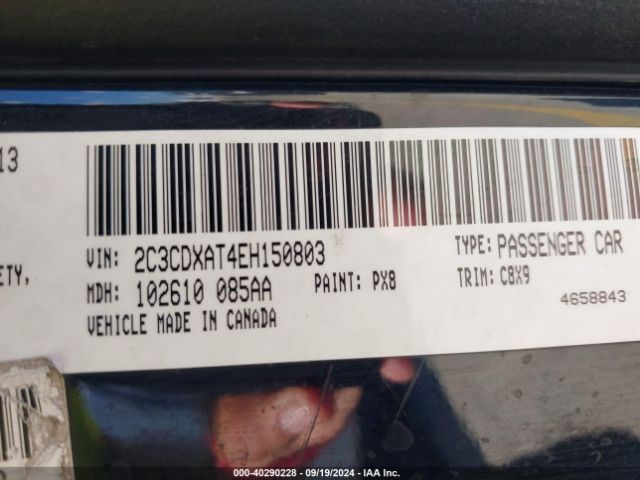 13
VIN: 2C3CDXAT4EH150803
TYPE: PASSENGER CAR
ETY,
MDH: 102610 085AA
PAINT: PX8
TRIM: C8X9
VEHICLE MADE IN CANADA
4658843
000-40290228 - 09/19/2024 - IAA Inc.